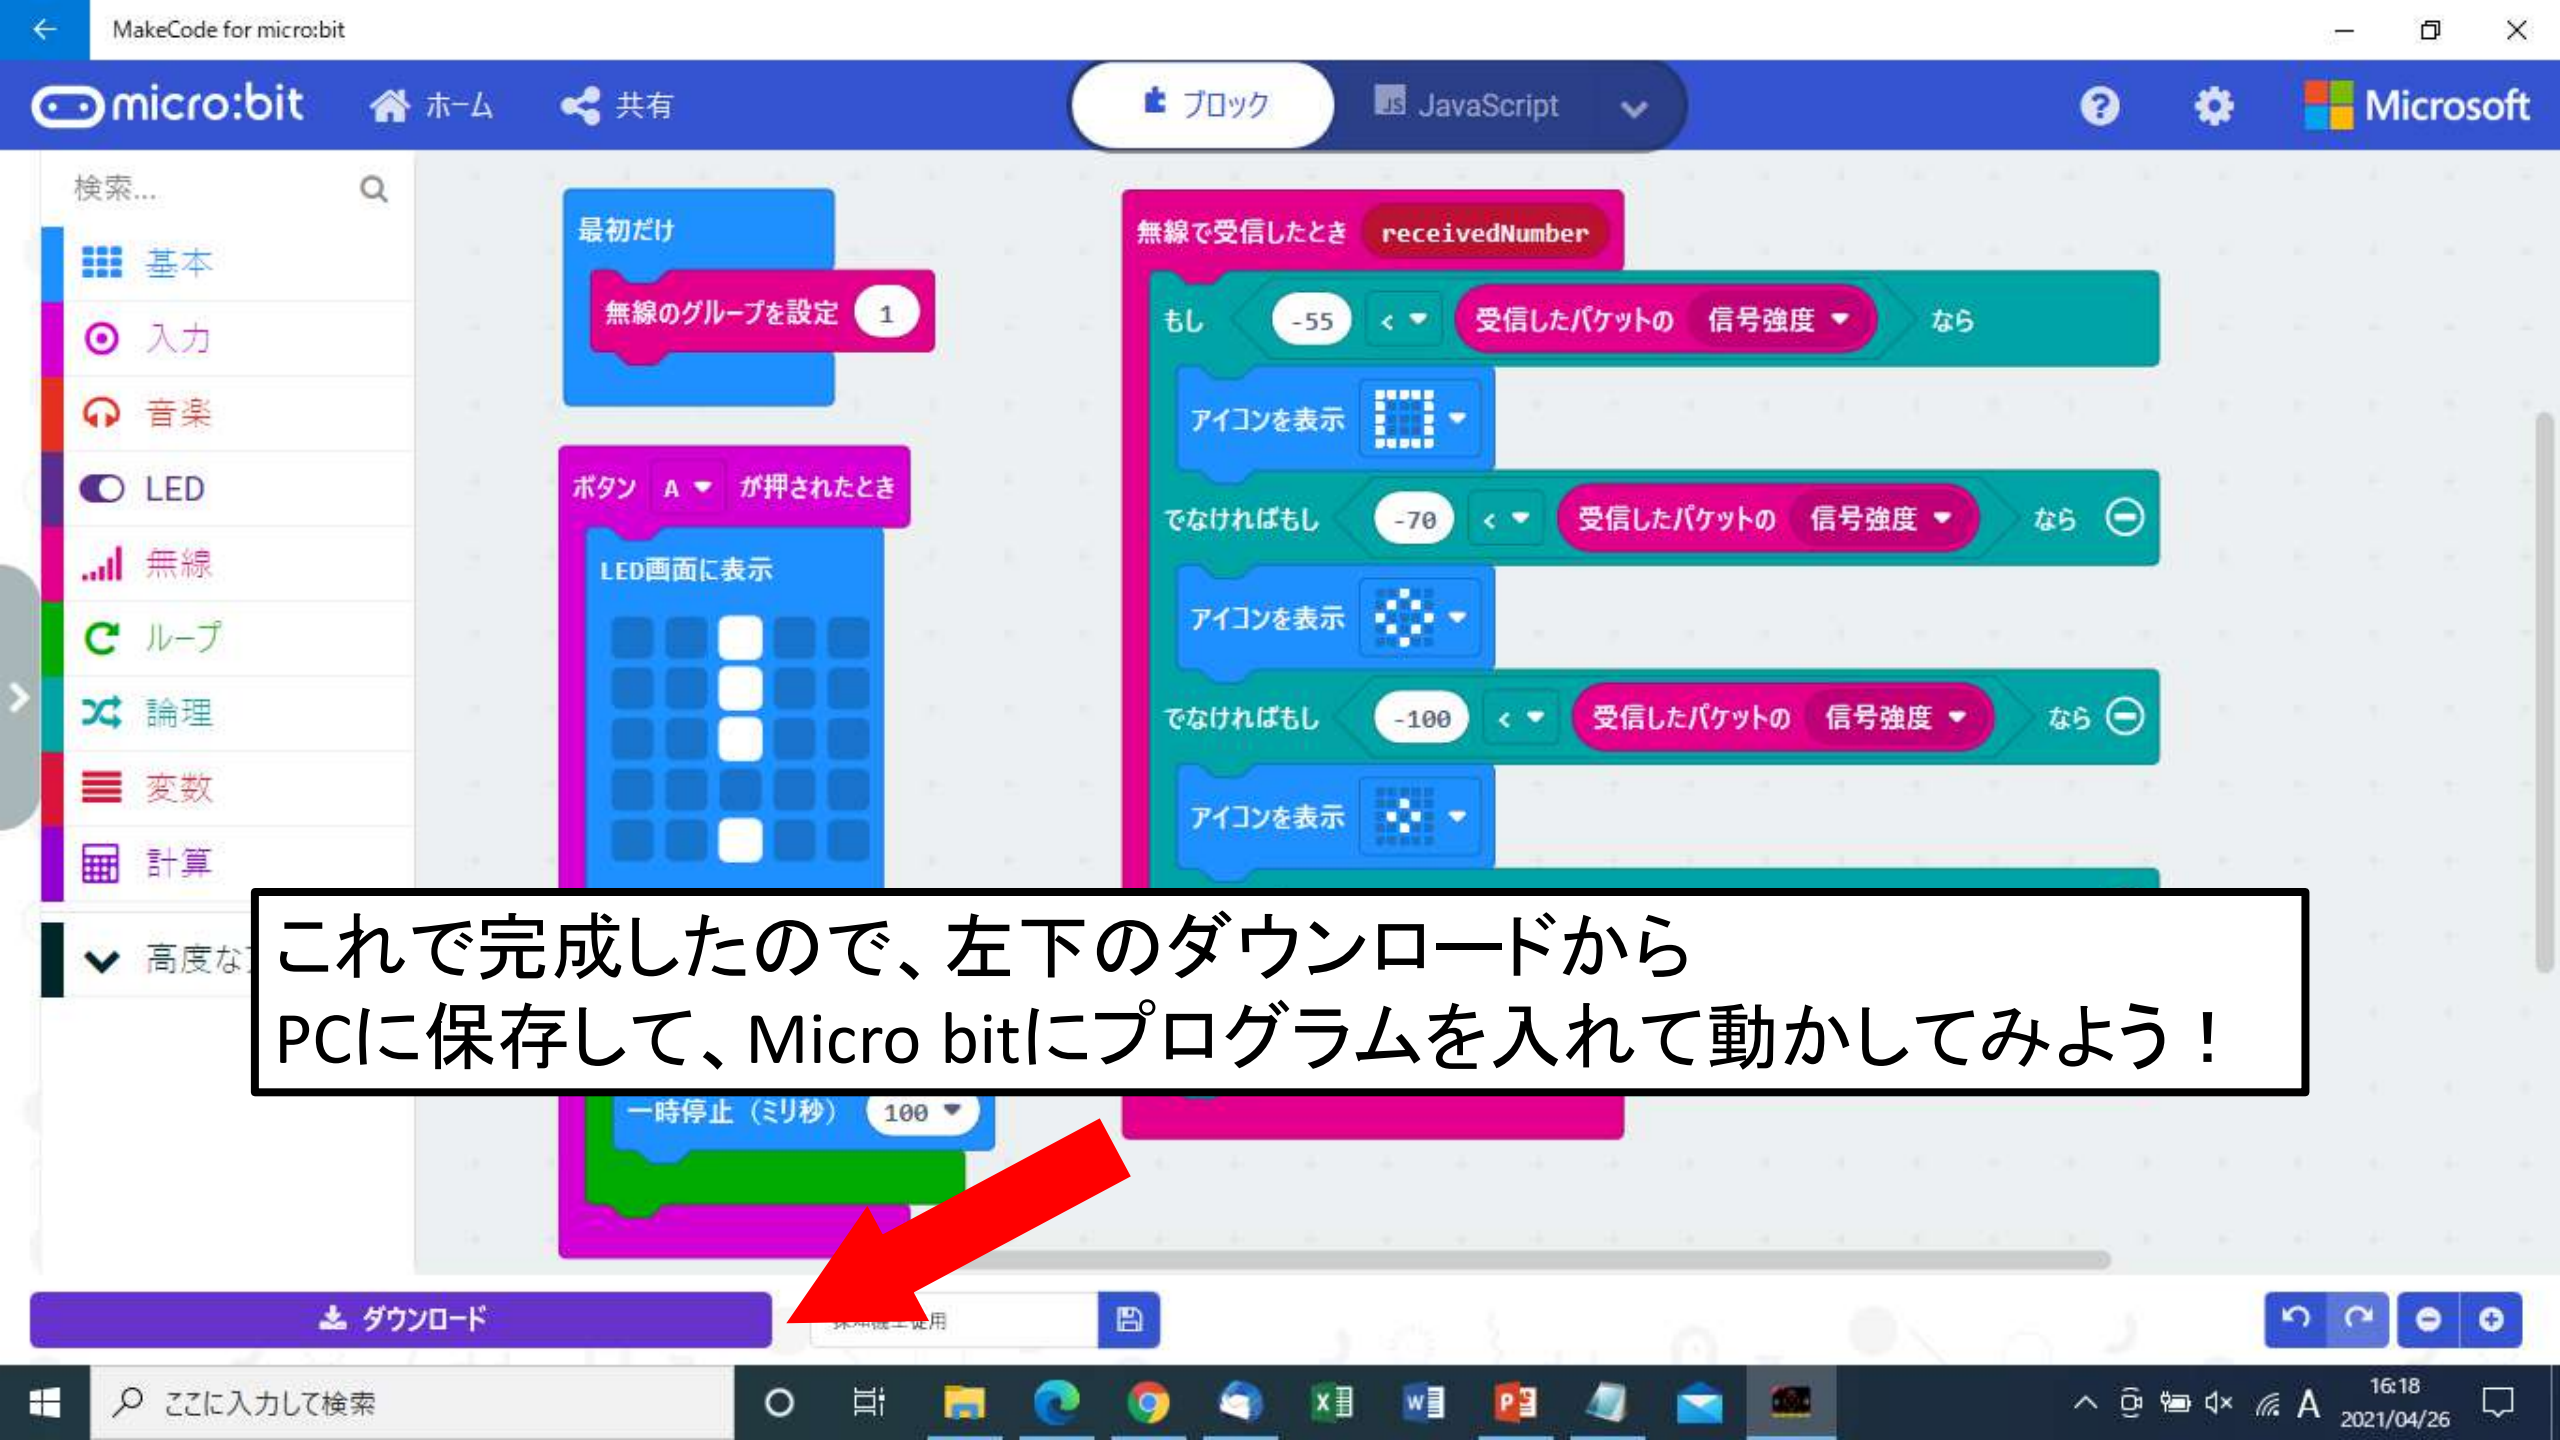 MakeCode for micro:bit
micro:bit ホーム 共有 ブロック JS JavaScript Microsoft
検索...
基本
入力
音楽
LED
無線
ループ
論理
変数
計算
高度な
最初だけ
無線のグループを設定 1
ボタン A が押されたとき
LED画面に表示
一時停止 (ミリ秒) 100
無線で受信したとき receivedNumber
もし -55 < 受信したパケットの 信号強度 なら
アイコンを表示
でなければもし -70 < 受信したパケットの 信号強度 なら
アイコンを表示
でなければもし -100 < 受信したパケットの 信号強度 なら
アイコンを表示
これで完成したので、左下のダウンロードから
PCに保存して、Micro bitにプログラムを入れて動かしてみよう！
ダウンロード
ここに入力して検索
A
16:18
2021/04/26